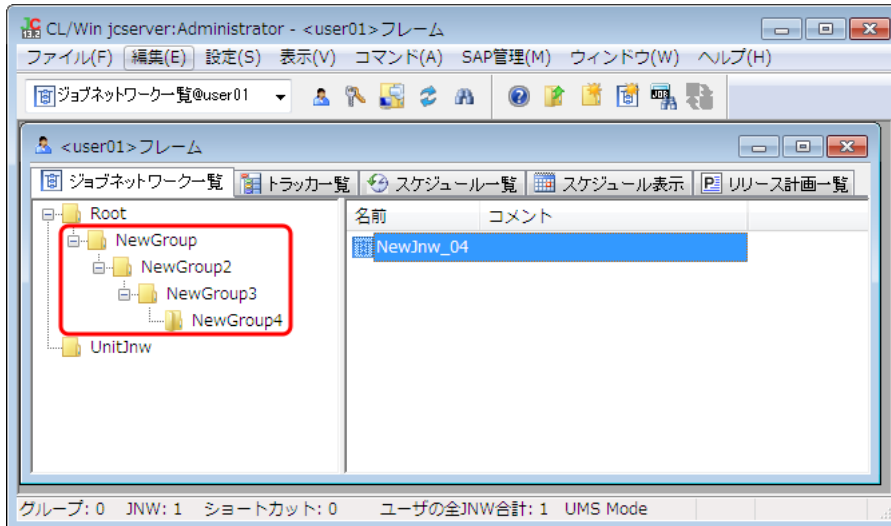 CL/Win jcserver:Administrator - <user01>フレーム
ファイル(F) 編集(E) 設定(S) 表示(V) コマンド(A) SAP管理(M) ウィンドウ(W) ヘルプ(H)
ジョブネットワーク一覧@user01
<user01>フレーム
ジョブネットワーク一覧 トラッカ一覧 スケジュール一覧 スケジュール表示 リリース計画一覧
Root
NewGroup
NewGroup2
NewGroup3
NewGroup4
UnitJnw
名前 コメント
NewJnw_04
グループ: 0 JNW: 1 ショートカット: 0 ユーザの全JNW合計: 1 UMS Mode